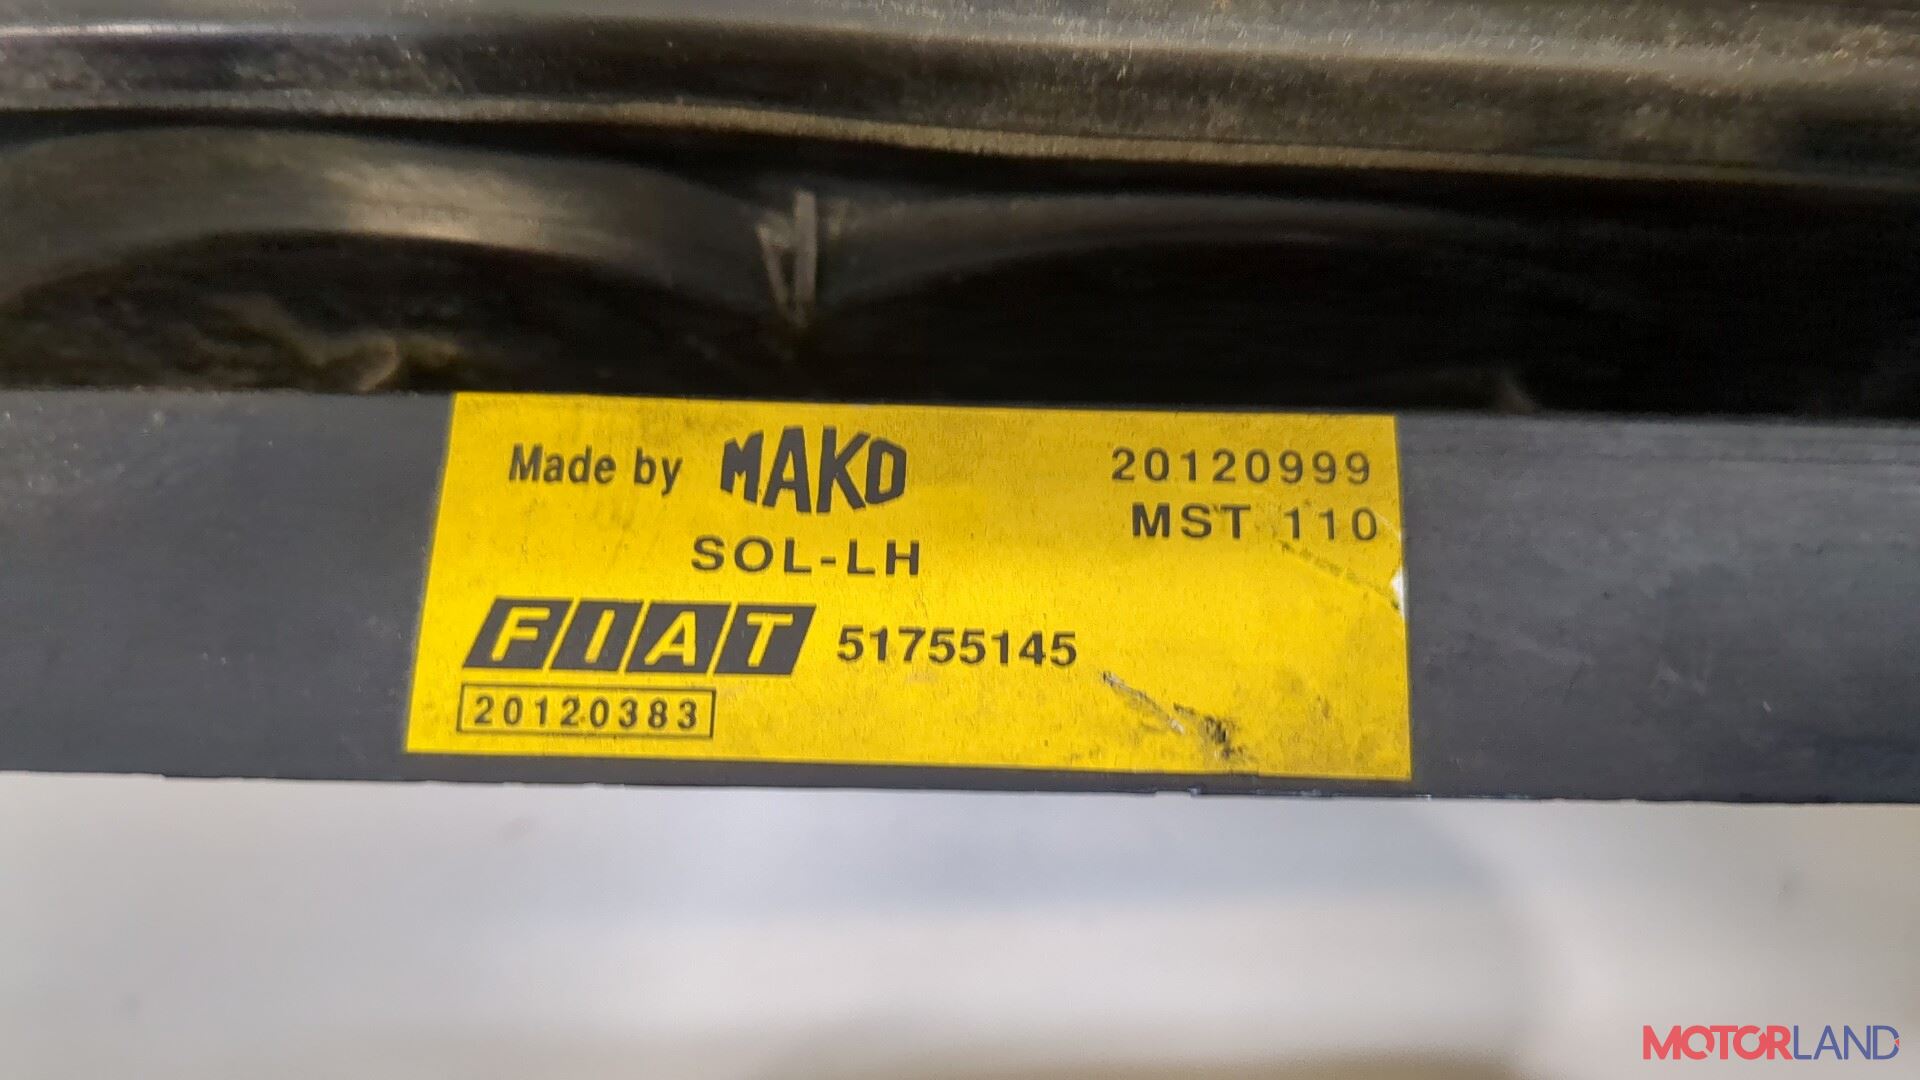 Made by MAKO
20120999
MST 110
SOL-LH
FIAT 51755145
20120383
MOTORLAND